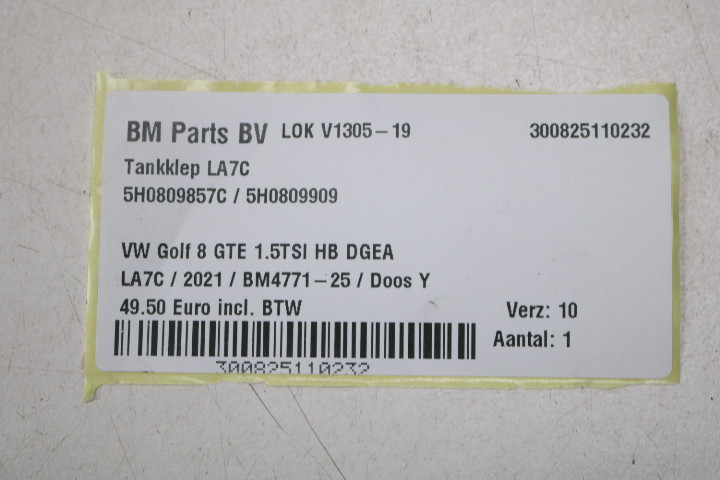 BM Parts BV LOK V1305-19 300825110232
Tankklep LA7C
5H0809857C / 5H0809909
VW Golf 8 GTE 1.5TSI HB DGEA
LA7C / 2021 / BM4771-25 / Doos Y
49.50 Euro incl. BTW Verz: 10
Aantal: 1
300825110232